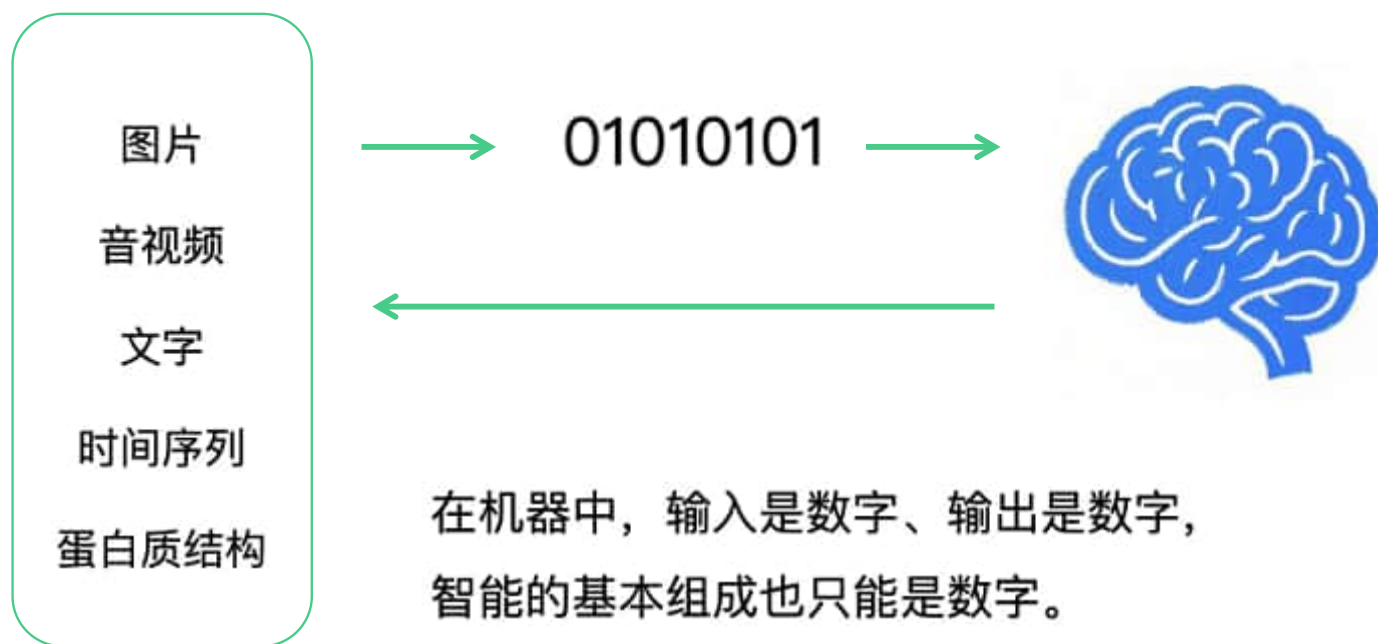 图片
01010101
音视频
文字
时间序列
蛋白质结构
在机器中，输入是数字、输出是数字，
智能的基本组成也只能是数字。